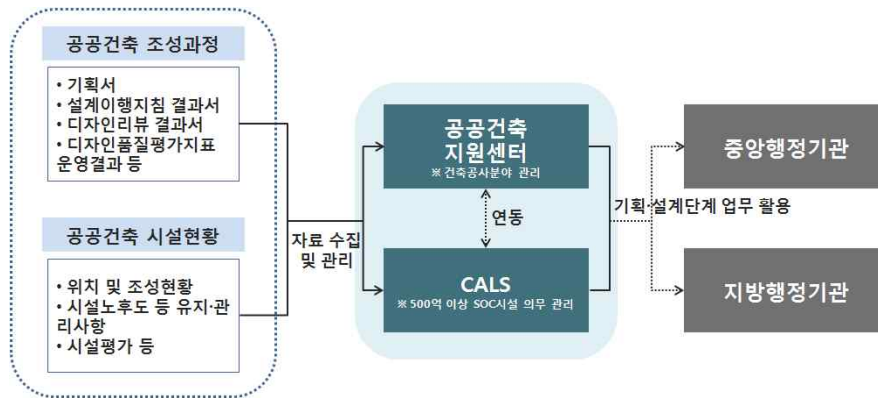 공공건축 조성과정
• 기획서
• 설계이행지침 결과서
• 디자인리뷰 결과서
• 디자인품질평가지표
운영결과 등
공공건축 시설현황
• 위치 및 조성현황
• 시설노후도 등 유지·관
리사항
• 시설평가 등
자료 수집
및 관리
공공건축
지원센터
※ 건축공사분야 관리
연동
CALS
※ 500억 이상 SOC시설 의무 관리
기획·설계단계 업무 활용
중앙행정기관
지방행정기관